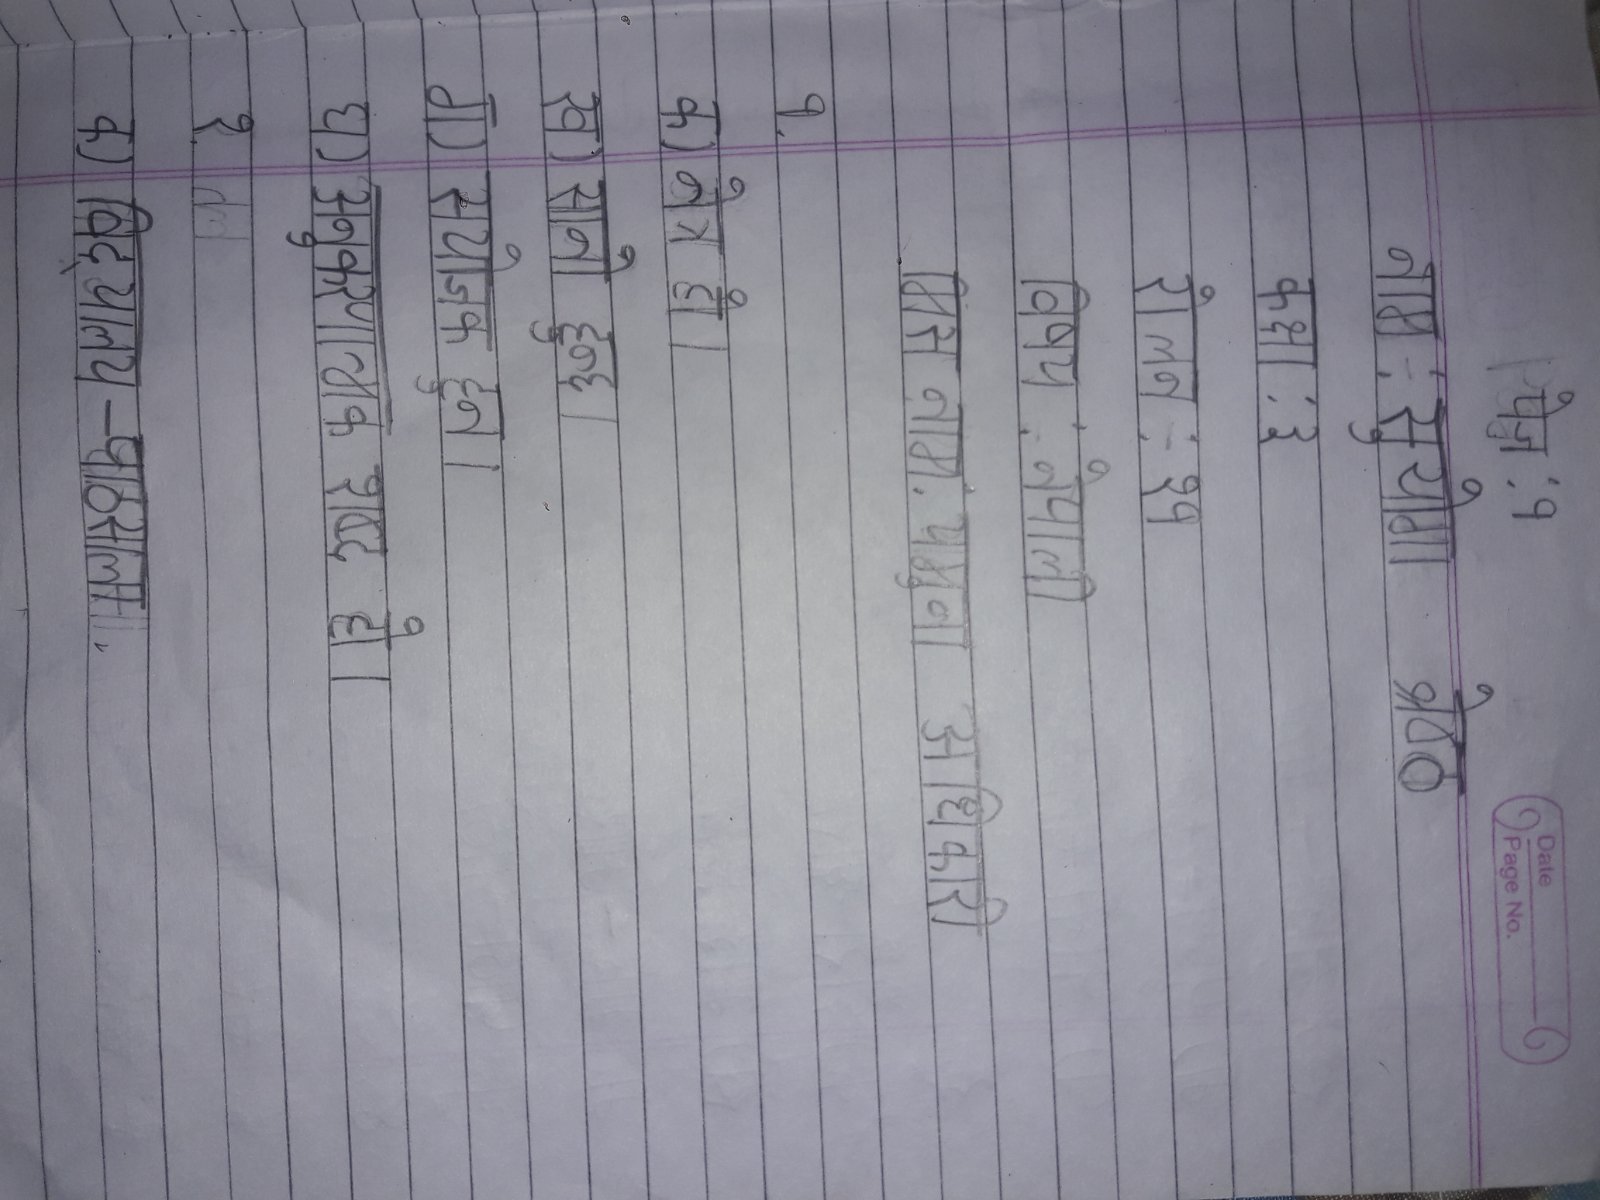 पेज :१
Date
Page No.
नाम :- सुयोग श्रेष्ठ
कक्षा : ३
रोलन :- २१
विषय :- नेपाली
मिस नाम. यमुना अधिकारी
१.
क) नेत्र हो।
ख) सुनि
ग) संयोजक हुन।
घ) अनुकरणात्मक शब्द हो।
२.
क) विद्यालय - पाठशाला